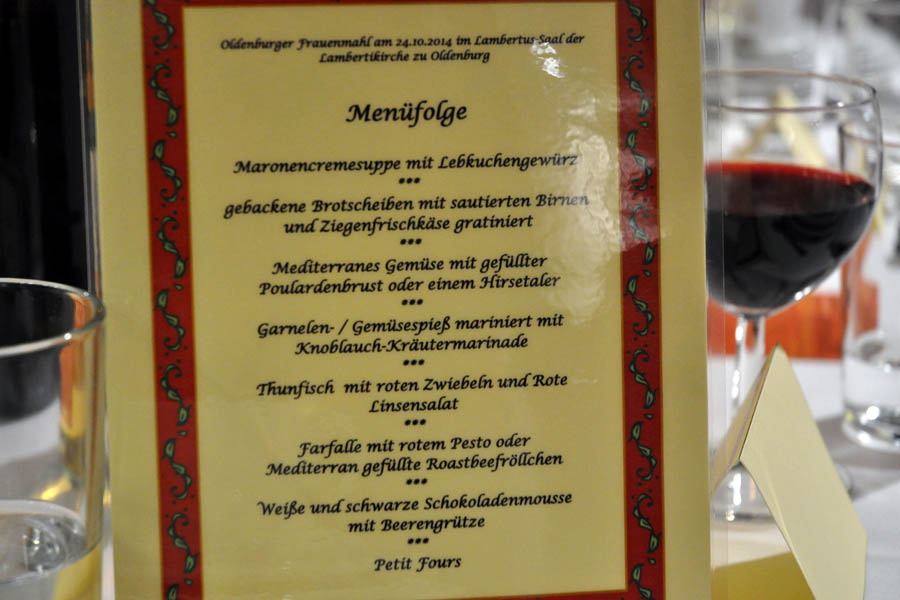 Oldenburger Frauenmahl am 24.10.2014 im Lambertus-Saal der
Lambertikirche zu Oldenburg
Menüfolge
Maronencremesuppe mit Lebkuchengewürz
***
gebackene Brotscheiben mit sautierten Birnen
und Ziegenfrischkäse gratiniert
***
Mediterranes Gemüse mit gefüllter
Poulardenbrust oder einem Hirsetaler
***
Garnelen- / Gemüsespieß mariniert mit
Knoblauch-Kräutermarinade
***
Thunfisch mit roten Zwiebeln und Rote
Linsensalat
***
Farfalle mit rotem Pesto oder
Mediterran gefüllte Roastbeefröllchen
***
Weiße und schwarze Schokoladenmousse
mit Beerengrütze
***
Petit Fours